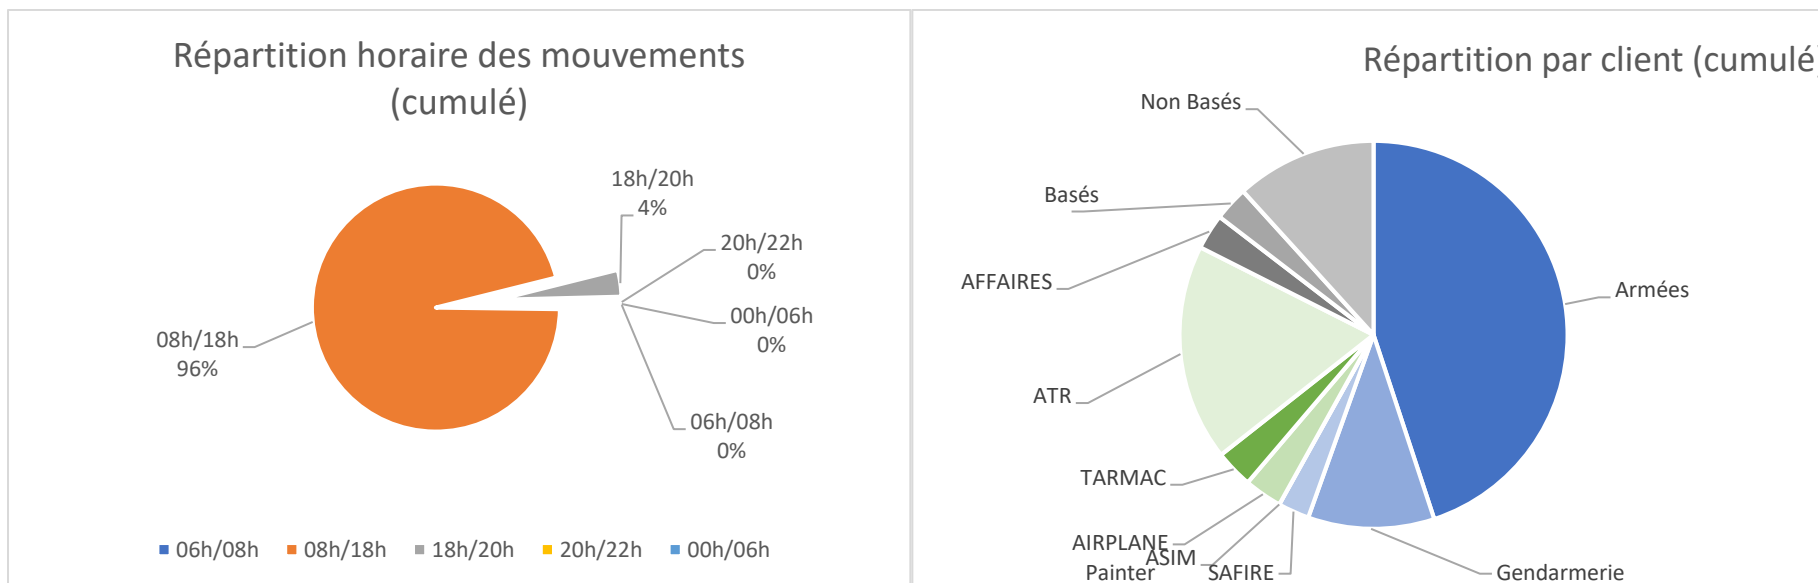 Répartition horaire des mouvements
(cumulé)
18h/20h
4%
20h/22h
0%
00h/06h
0%
08h/18h
96%
06h/08h
0%
06h/08h
08h/18h
18h/20h
20h/22h
00h/06h
Répartition par client (cumulé)
Non Basés
Basés
AFFAIRES
Armées
ATR
TARMAC
AIRPLANE
Painter
ASIM
SAFIRE
Gendarmerie